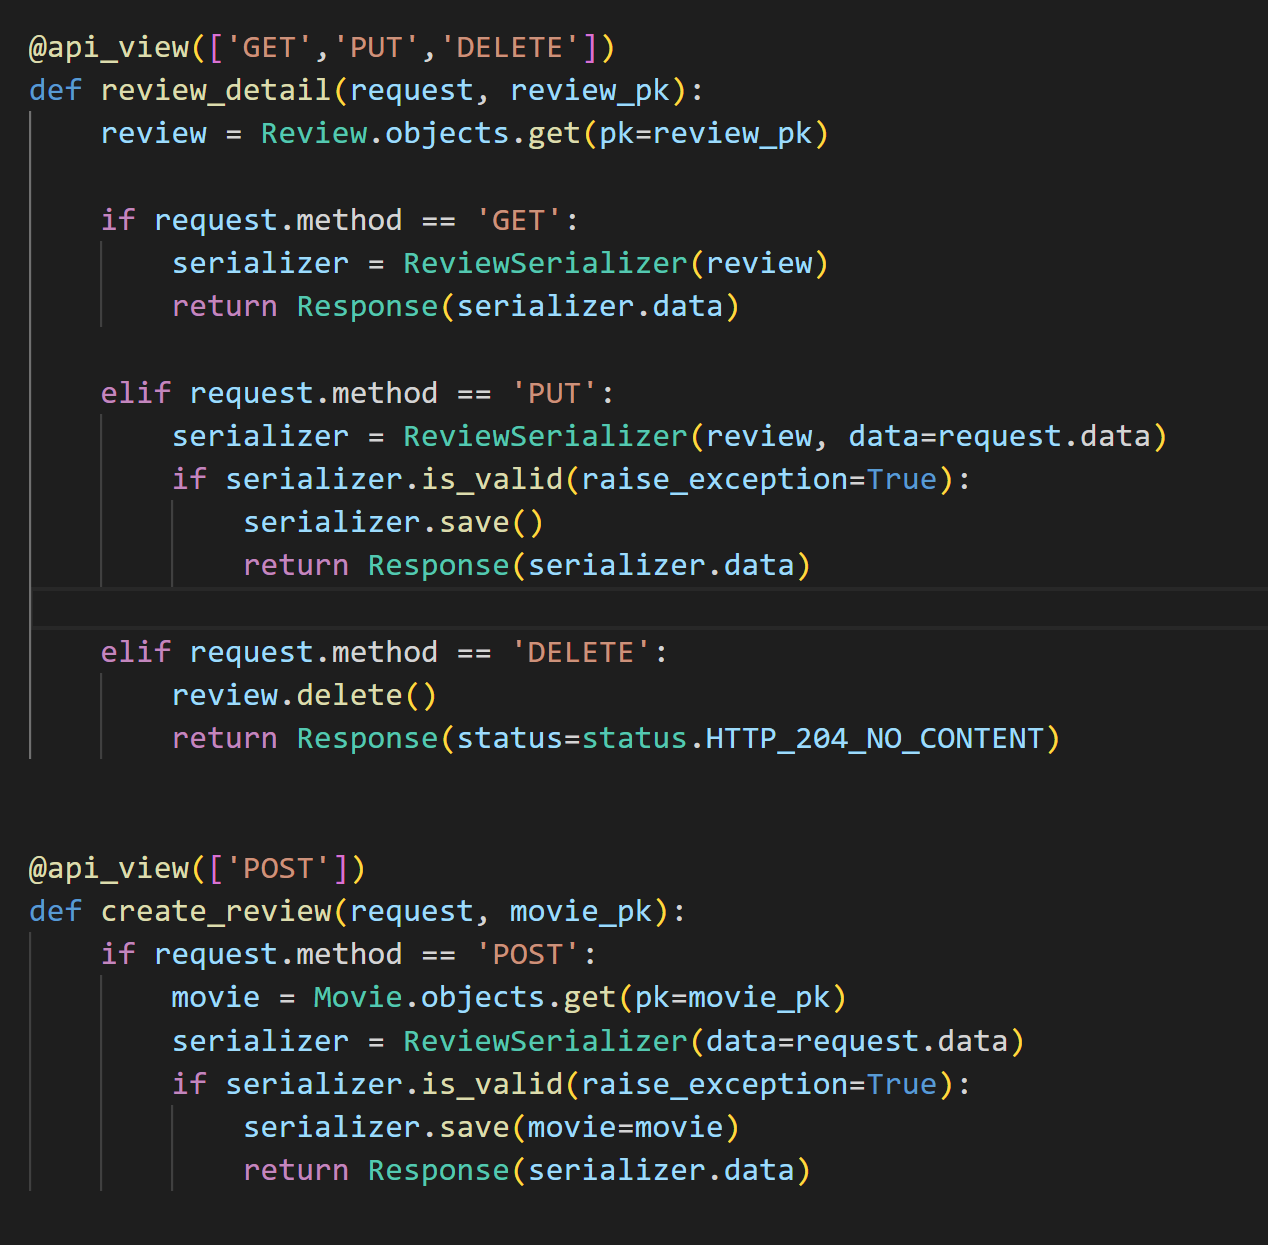 @api_view(['GET','PUT','DELETE'])
def review_detail(request, review_pk):
    review = Review.objects.get(pk=review_pk)

    if request.method == 'GET':
        serializer = ReviewSerializer(review)
        return Response(serializer.data)

    elif request.method == 'PUT':
        serializer = ReviewSerializer(review, data=request.data)
        if serializer.is_valid(raise_exception=True):
            serializer.save()
            return Response(serializer.data)

    elif request.method == 'DELETE':
        review.delete()
        return Response(status=status.HTTP_204_NO_CONTENT)


@api_view(['POST'])
def create_review(request, movie_pk):
    if request.method == 'POST':
        movie = Movie.objects.get(pk=movie_pk)
        serializer = ReviewSerializer(data=request.data)
        if serializer.is_valid(raise_exception=True):
            serializer.save(movie=movie)
            return Response(serializer.data)